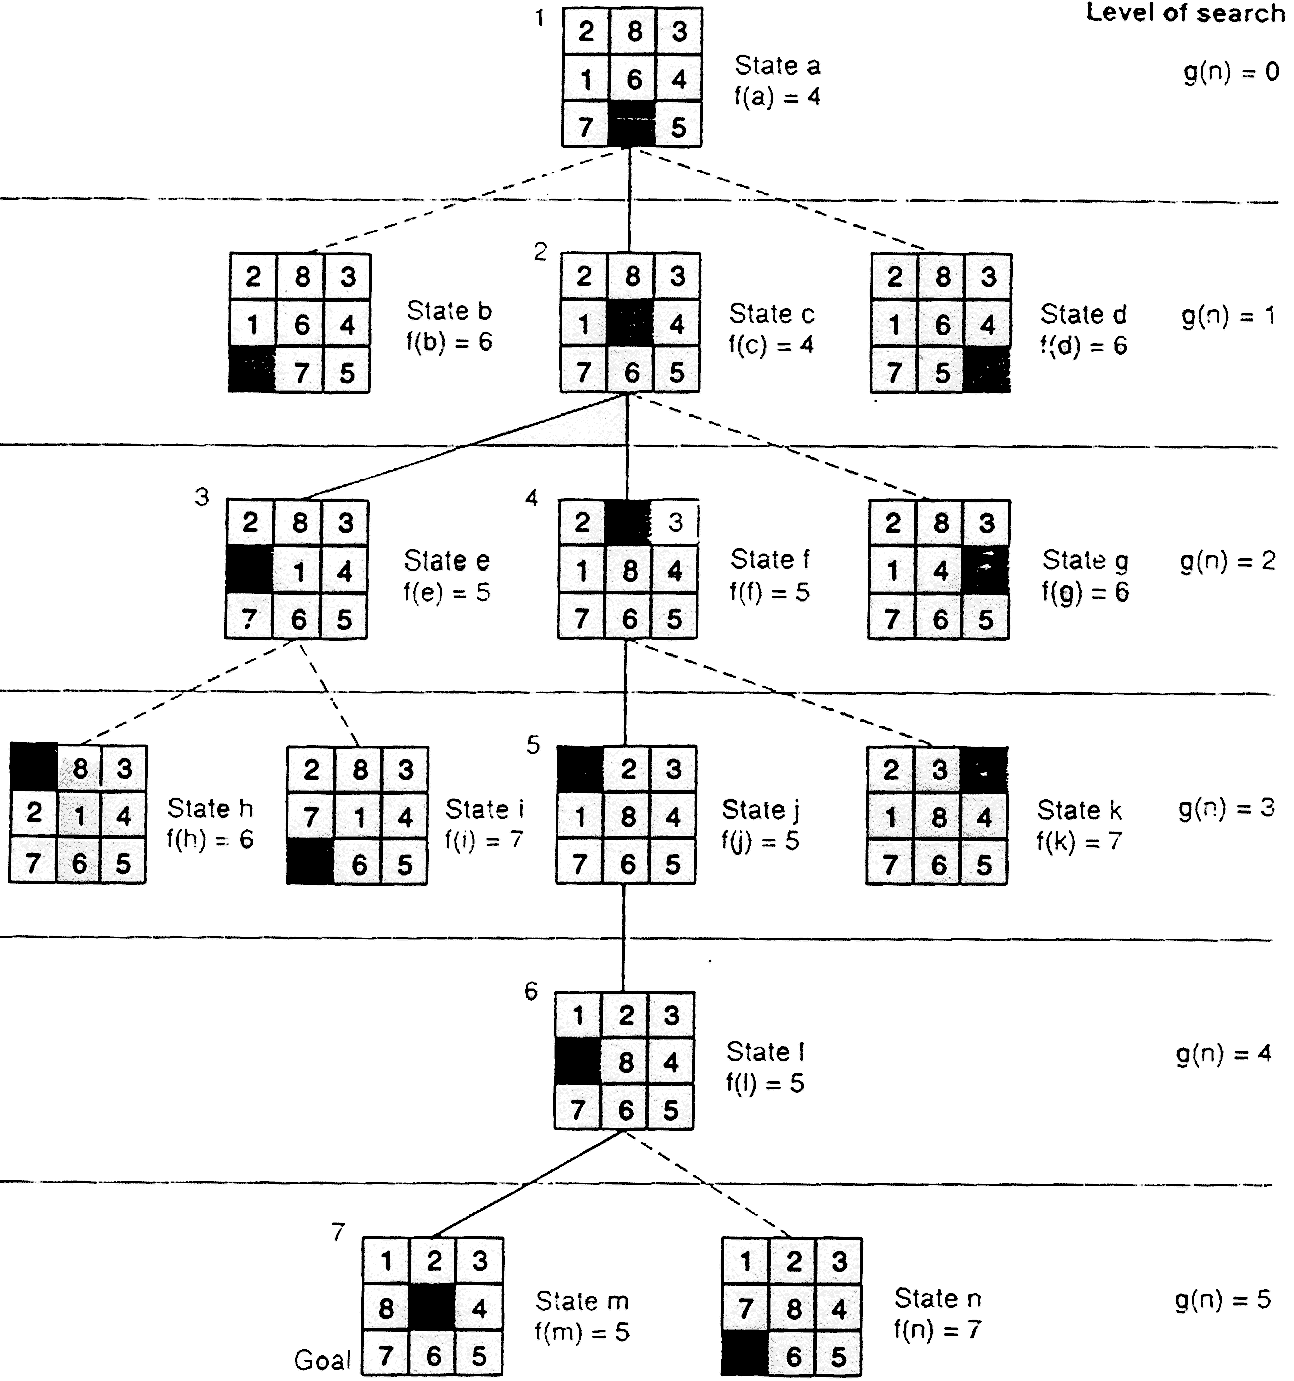 Level of search
1
2 8 3
1 6 4
7 5
State a
f(a) = 4
g(n) = 0
2 8 3
1 6 4
7 5
State b
f(b) = 6
2
2 8 3
1 4
7 6 5
State c
f(c) = 4
2 8 3
1 6 4
7 5
State d
f(d) = 6
g(n) = 1
3
2 8 3
1 4
7 6 5
State e
f(e) = 5
4
2 3
1 8 4
7 6 5
State f
f(f) = 5
2 8 3
1 4
7 6 5
State g
f(g) = 6
g(n) = 2
8 3
2 1 4
7 6 5
State h
f(h) = 6
2 8 3
7 1 4
6 5
State i
f(i) = 7
5
2 3
1 8 4
7 6 5
State j
f(j) = 5
2 3
1 8 4
7 6 5
State k
f(k) = 7
g(n) = 3
6
1 2 3
8 4
7 6 5
State l
f(l) = 5
g(n) = 4
7
1 2 3
8 4
7 6 5
Goal
State m
f(m) = 5
1 2 3
7 8 4
6 5
State n
f(n) = 7
g(n) = 5